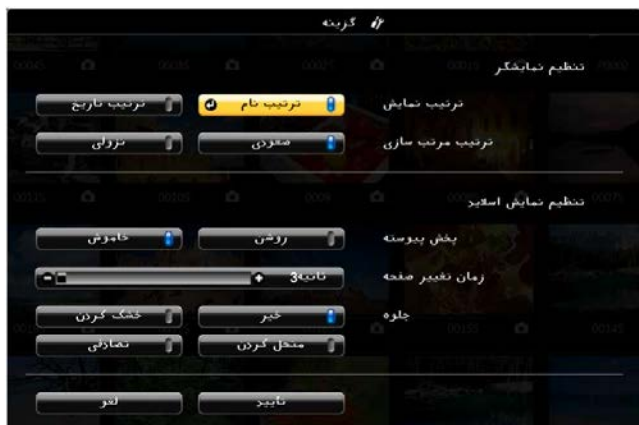 گزینه
تنظیم نمایشگر
ترتیب نمایش ترتیب نام ترتیب تاریخ
ترتیب مرتب سازی صعودی نزولی
تنظیم نمایش اسلاید
پخش پیوسته روشن خاموش
زمان تغییر صفحه ثانیه3
جلوه خیر خشک کردن
منحل کردن تصادفی
تایید لغو